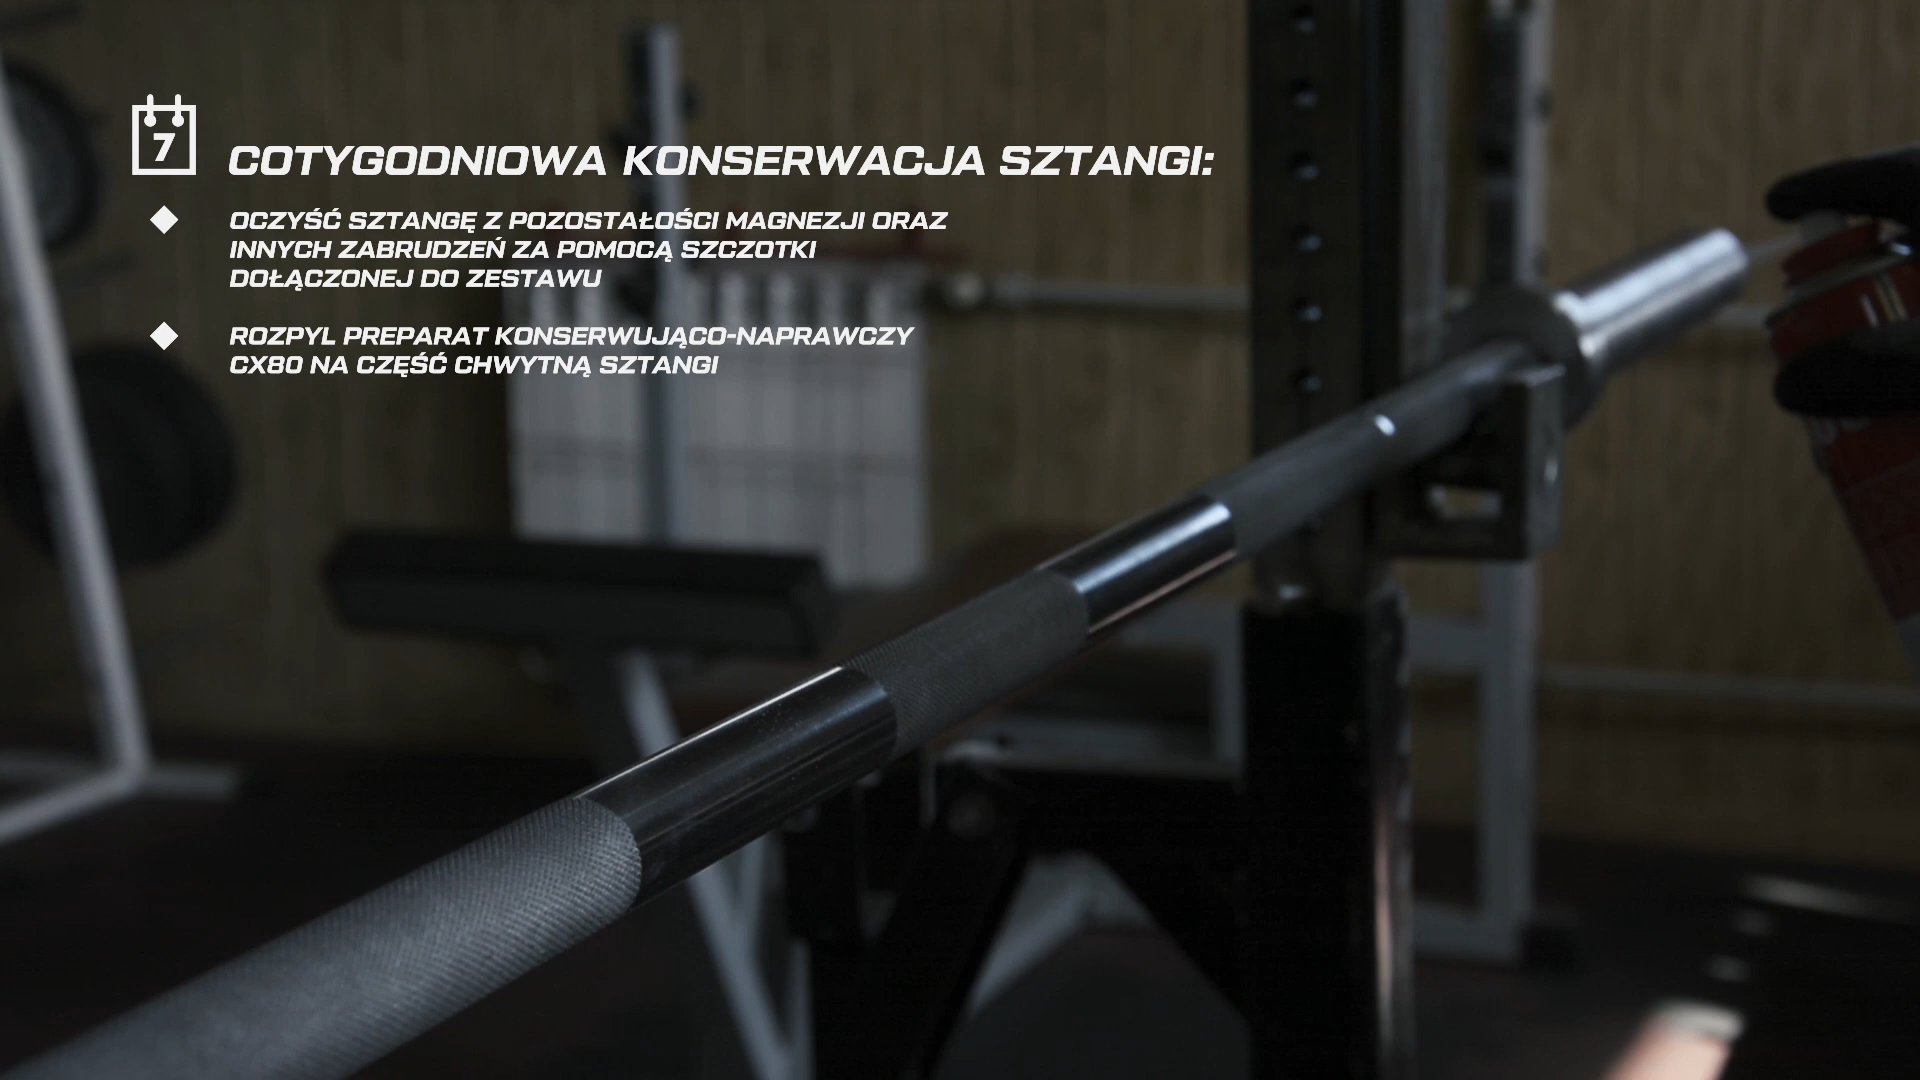 7
COTYGODNIOWA KONSERWACJA SZTANGI:
OCZYŚĆ SZTANGĘ Z POZOSTAŁOŚCI MAGNEZJI ORAZ
INNYCH ZABRUDZEŃ ZA POMOCĄ SZCZOTKI
DOŁĄCZONEJ DO ZESTAWU
ROZPYL PREPARAT KONSERWUJĄCO-NAPRAWCZY
CX80 NA CZĘŚĆ CHWYTNĄ SZTANGI